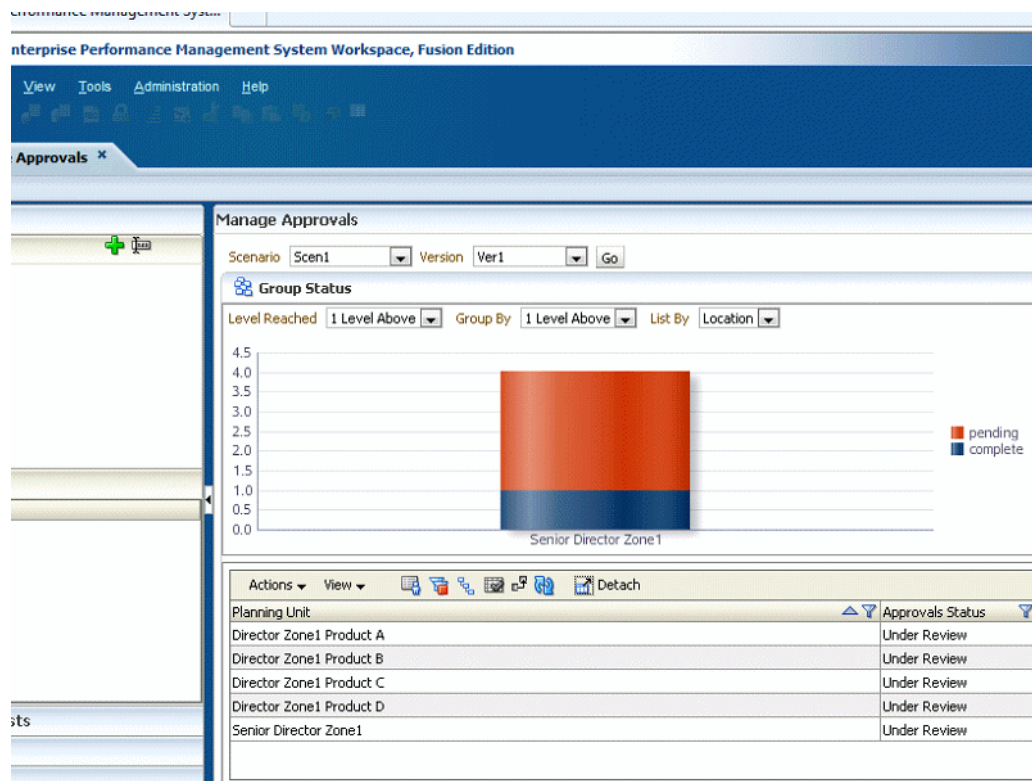 erformance Management Syst...
nterprise Performance Management System Workspace, Fusion Edition
View Tools Administration Help
Approvals ×
Manage Approvals
Scenario Scen1 Version Ver1 Go
Group Status
Level Reached 1 Level Above Group By 1 Level Above List By Location
4.5
4.0
3.5
3.0
2.5
2.0
1.5
1.0
0.5
0.0
pending
complete
Senior Director Zone1
Actions View Detach
Planning Unit Approvals Status
Director Zone1 Product A Under Review
Director Zone1 Product B Under Review
Director Zone1 Product C Under Review
Director Zone1 Product D Under Review
Senior Director Zone1 Under Review
sts